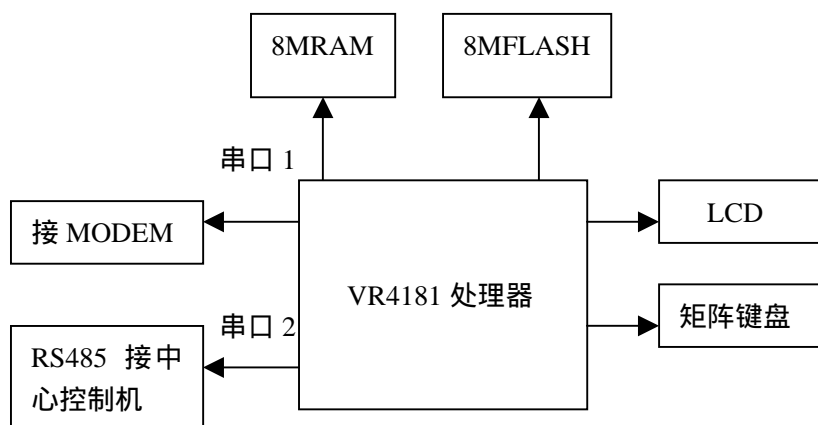 8MRAM
8MFLASH
串口 1
接 MODEM
LCD
VR4181 处理器
矩阵键盘
串口 2
RS485 接中
心控制机